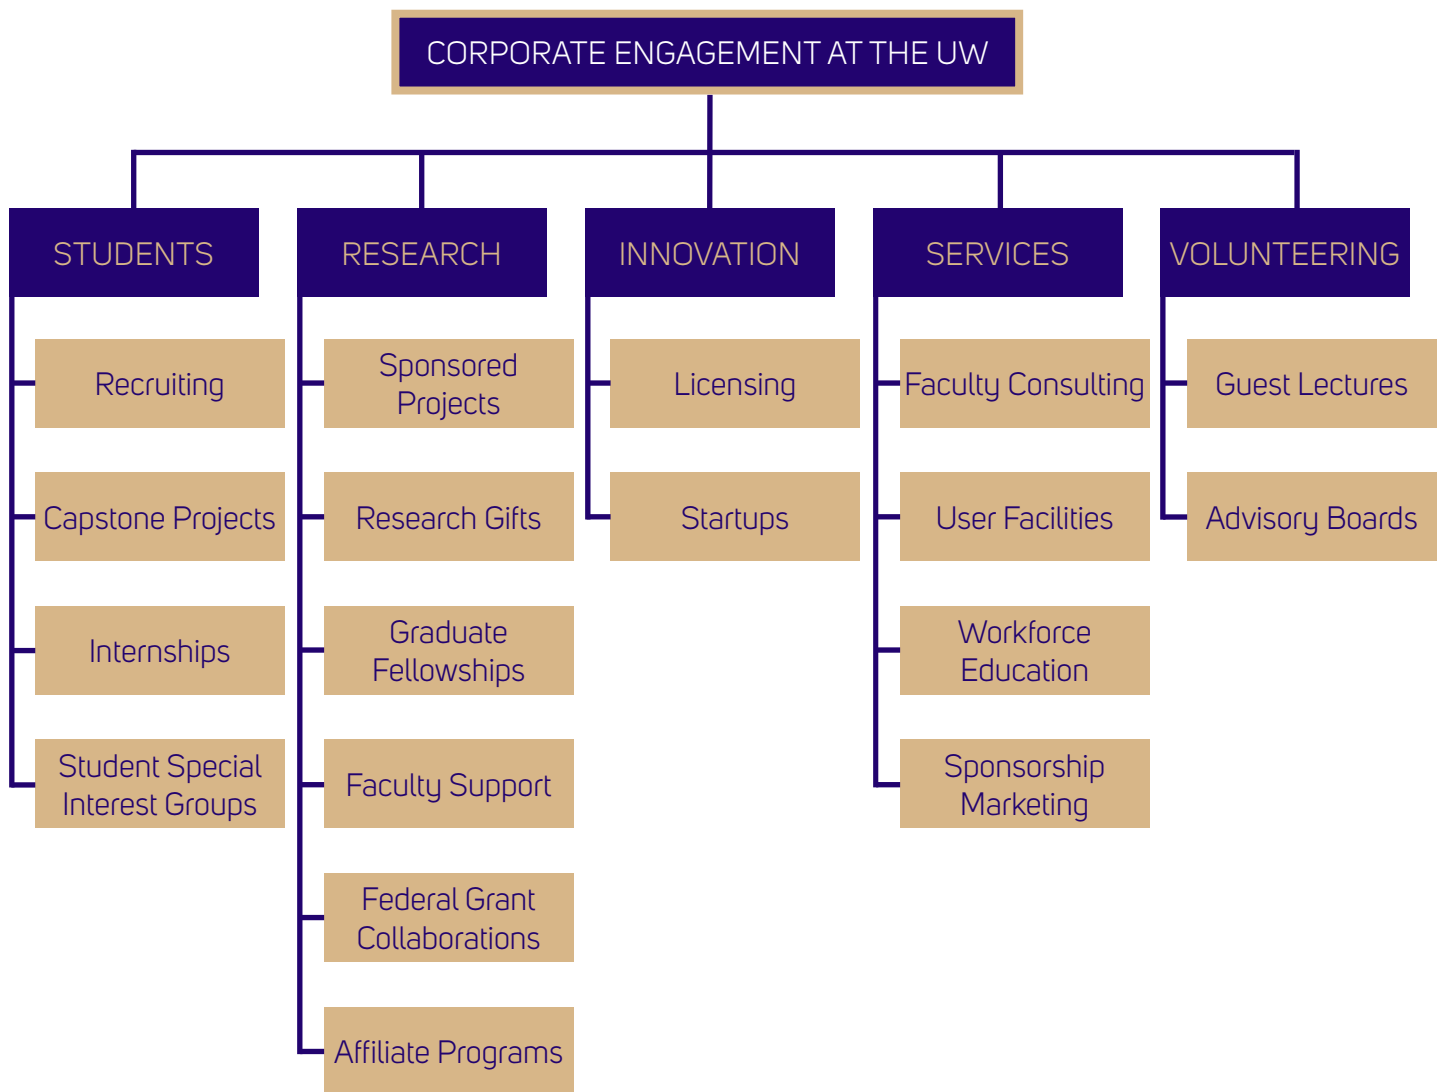 CORPORATE ENGAGEMENT AT THE UW
STUDENTS
Recruiting
Capstone Projects
Internships
Student Special
Interest Groups
RESEARCH
Sponsored
Projects
Research Gifts
Graduate
Fellowships
Faculty Support
Federal Grant
Collaborations
Affiliate Programs
INNOVATION
Licensing
Startups
SERVICES
Faculty Consulting
User Facilities
Workforce
Education
Sponsorship
Marketing
VOLUNTEERING
Guest Lectures
Advisory Boards